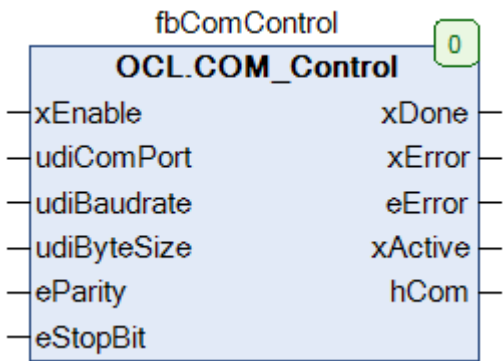 fbComControl
0
OCL.COM_Control
xEnable xDone
udiComPort xError
udiBaudrate eError
udiByteSize xActive
eParity hCom
eStopBit